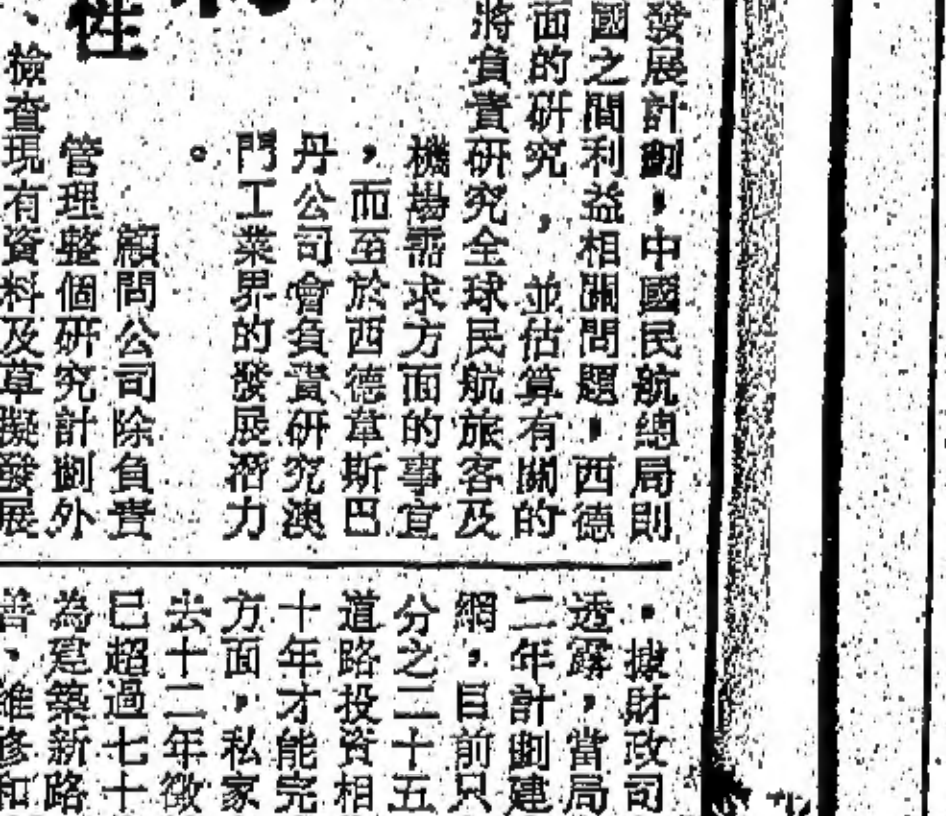 發展計劃，中國民航總局則
國之間利益相關問題，西德
面的研究，並估算有關的
將負責研究全球民航旅客及
機場需求方面的事宜
，而至於西德韋斯巴
丹公司會負責研究澳
門工業界的發展潛力
。
顧問公司除負責
管理整個研究計劃外
檢查現有資料及草擬發展
性
，據財政司
透露，當局
二年計劃建
網，目前只
分之二十五
道路投資相
十年才能完
方面，私家
去十二年徵
已超過七十
為建築新路
善、維修和